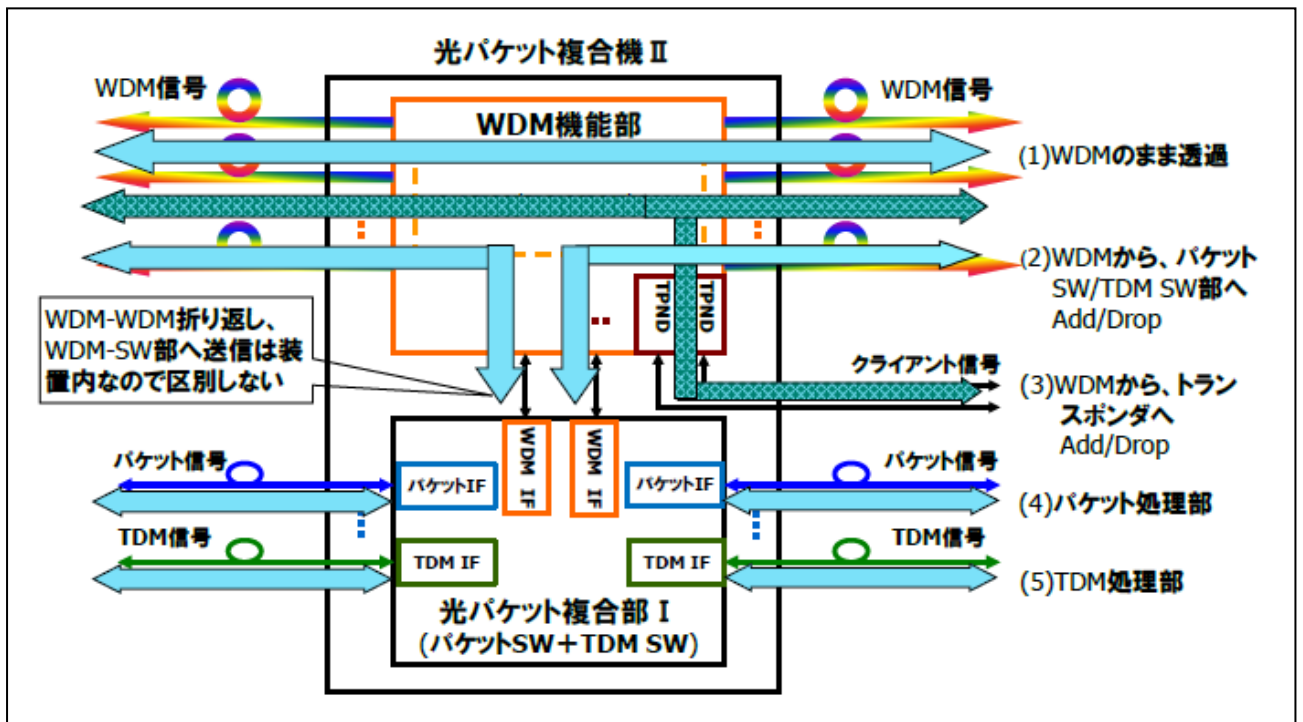 光パケット複合機Ⅱ
WDM信号
WDM信号
WDM機能部
(1)WDMのまま透過
(2)WDMから、パケット
SW/TDM SW部へ
Add/Drop
TPND
TPND
WDM-WDM折り返し、
WDM-SW部へ送信は装
置内なので区別しない
クライアント信号
(3)WDMから、トラン
スポンダへ
Add/Drop
WDM IF
WDM IF
パケット信号
パケットIF
パケットIF
パケット信号
(4)パケット処理部
TDM信号
TDM IF
TDM IF
TDM信号
(5)TDM処理部
光パケット複合部Ⅰ
(パケットSW+TDM SW)